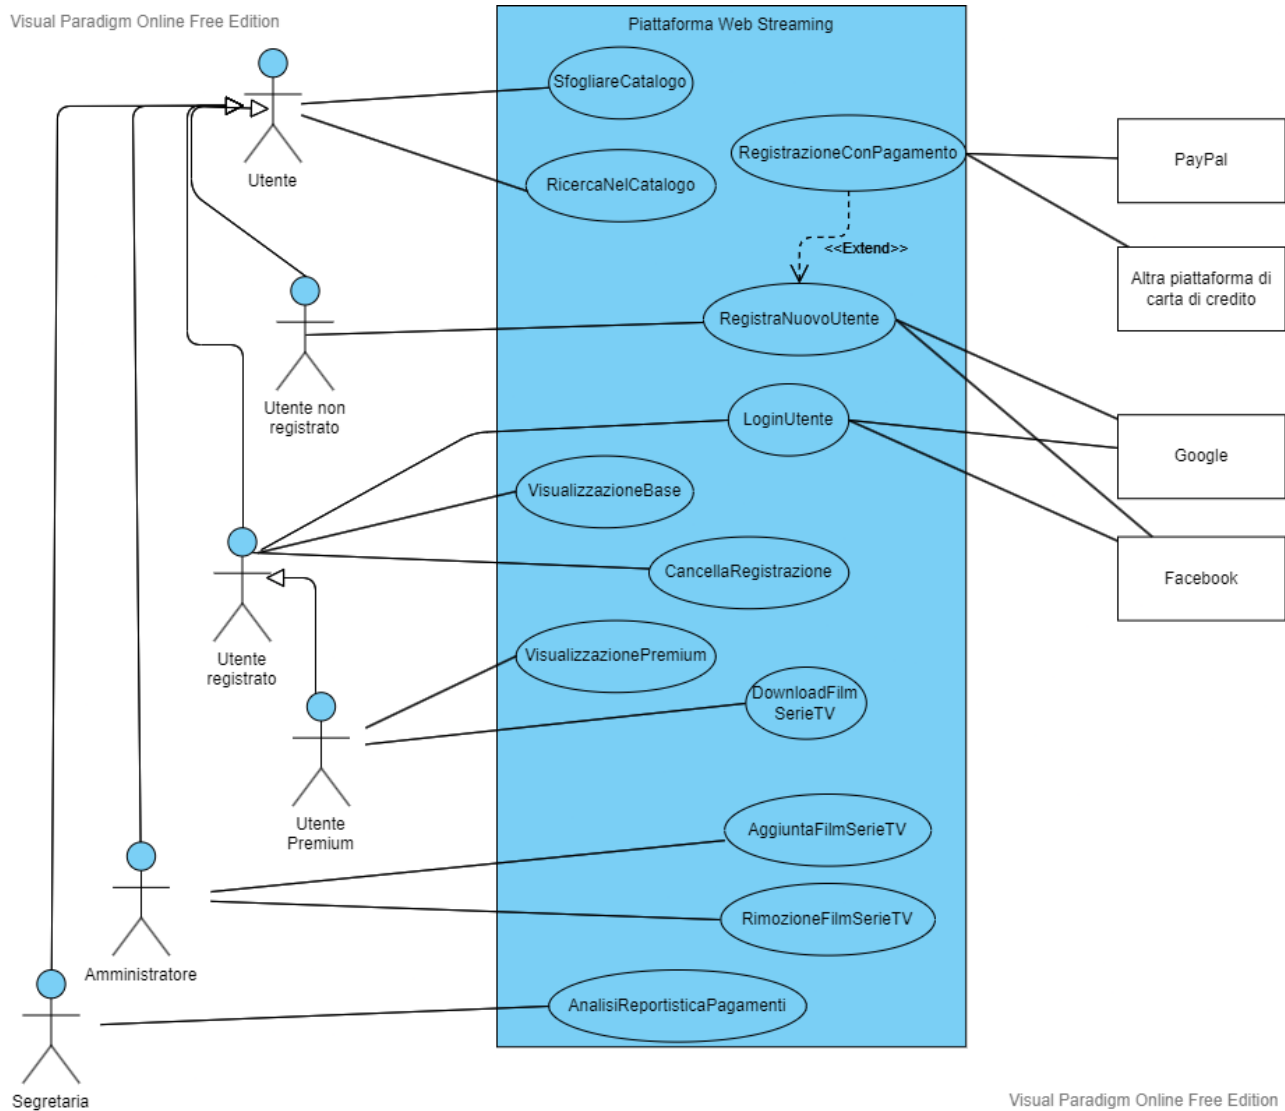 Visual Paradigm Online Free Edition
Piattaforma Web Streaming
SfogliareCatalogo
RegistrazioneConPagamento
PayPal
Utente
RicercaNelCatalogo
<<Extend>>
Altra piattaforma di
carta di credito
RegistraNuovoUtente
Utente non
registrato
LoginUtente
Google
VisualizzazioneBase
CancellaRegistrazione
Facebook
Utente
registrato
VisualizzazionePremium
DownloadFilm
SerieTV
Utente
Premium
AggiuntaFilmSerieTV
RimozioneFilmSerieTV
Amministratore
AnalisiReportisticaPagamenti
Segretaria
Visual Paradigm Online Free Edition